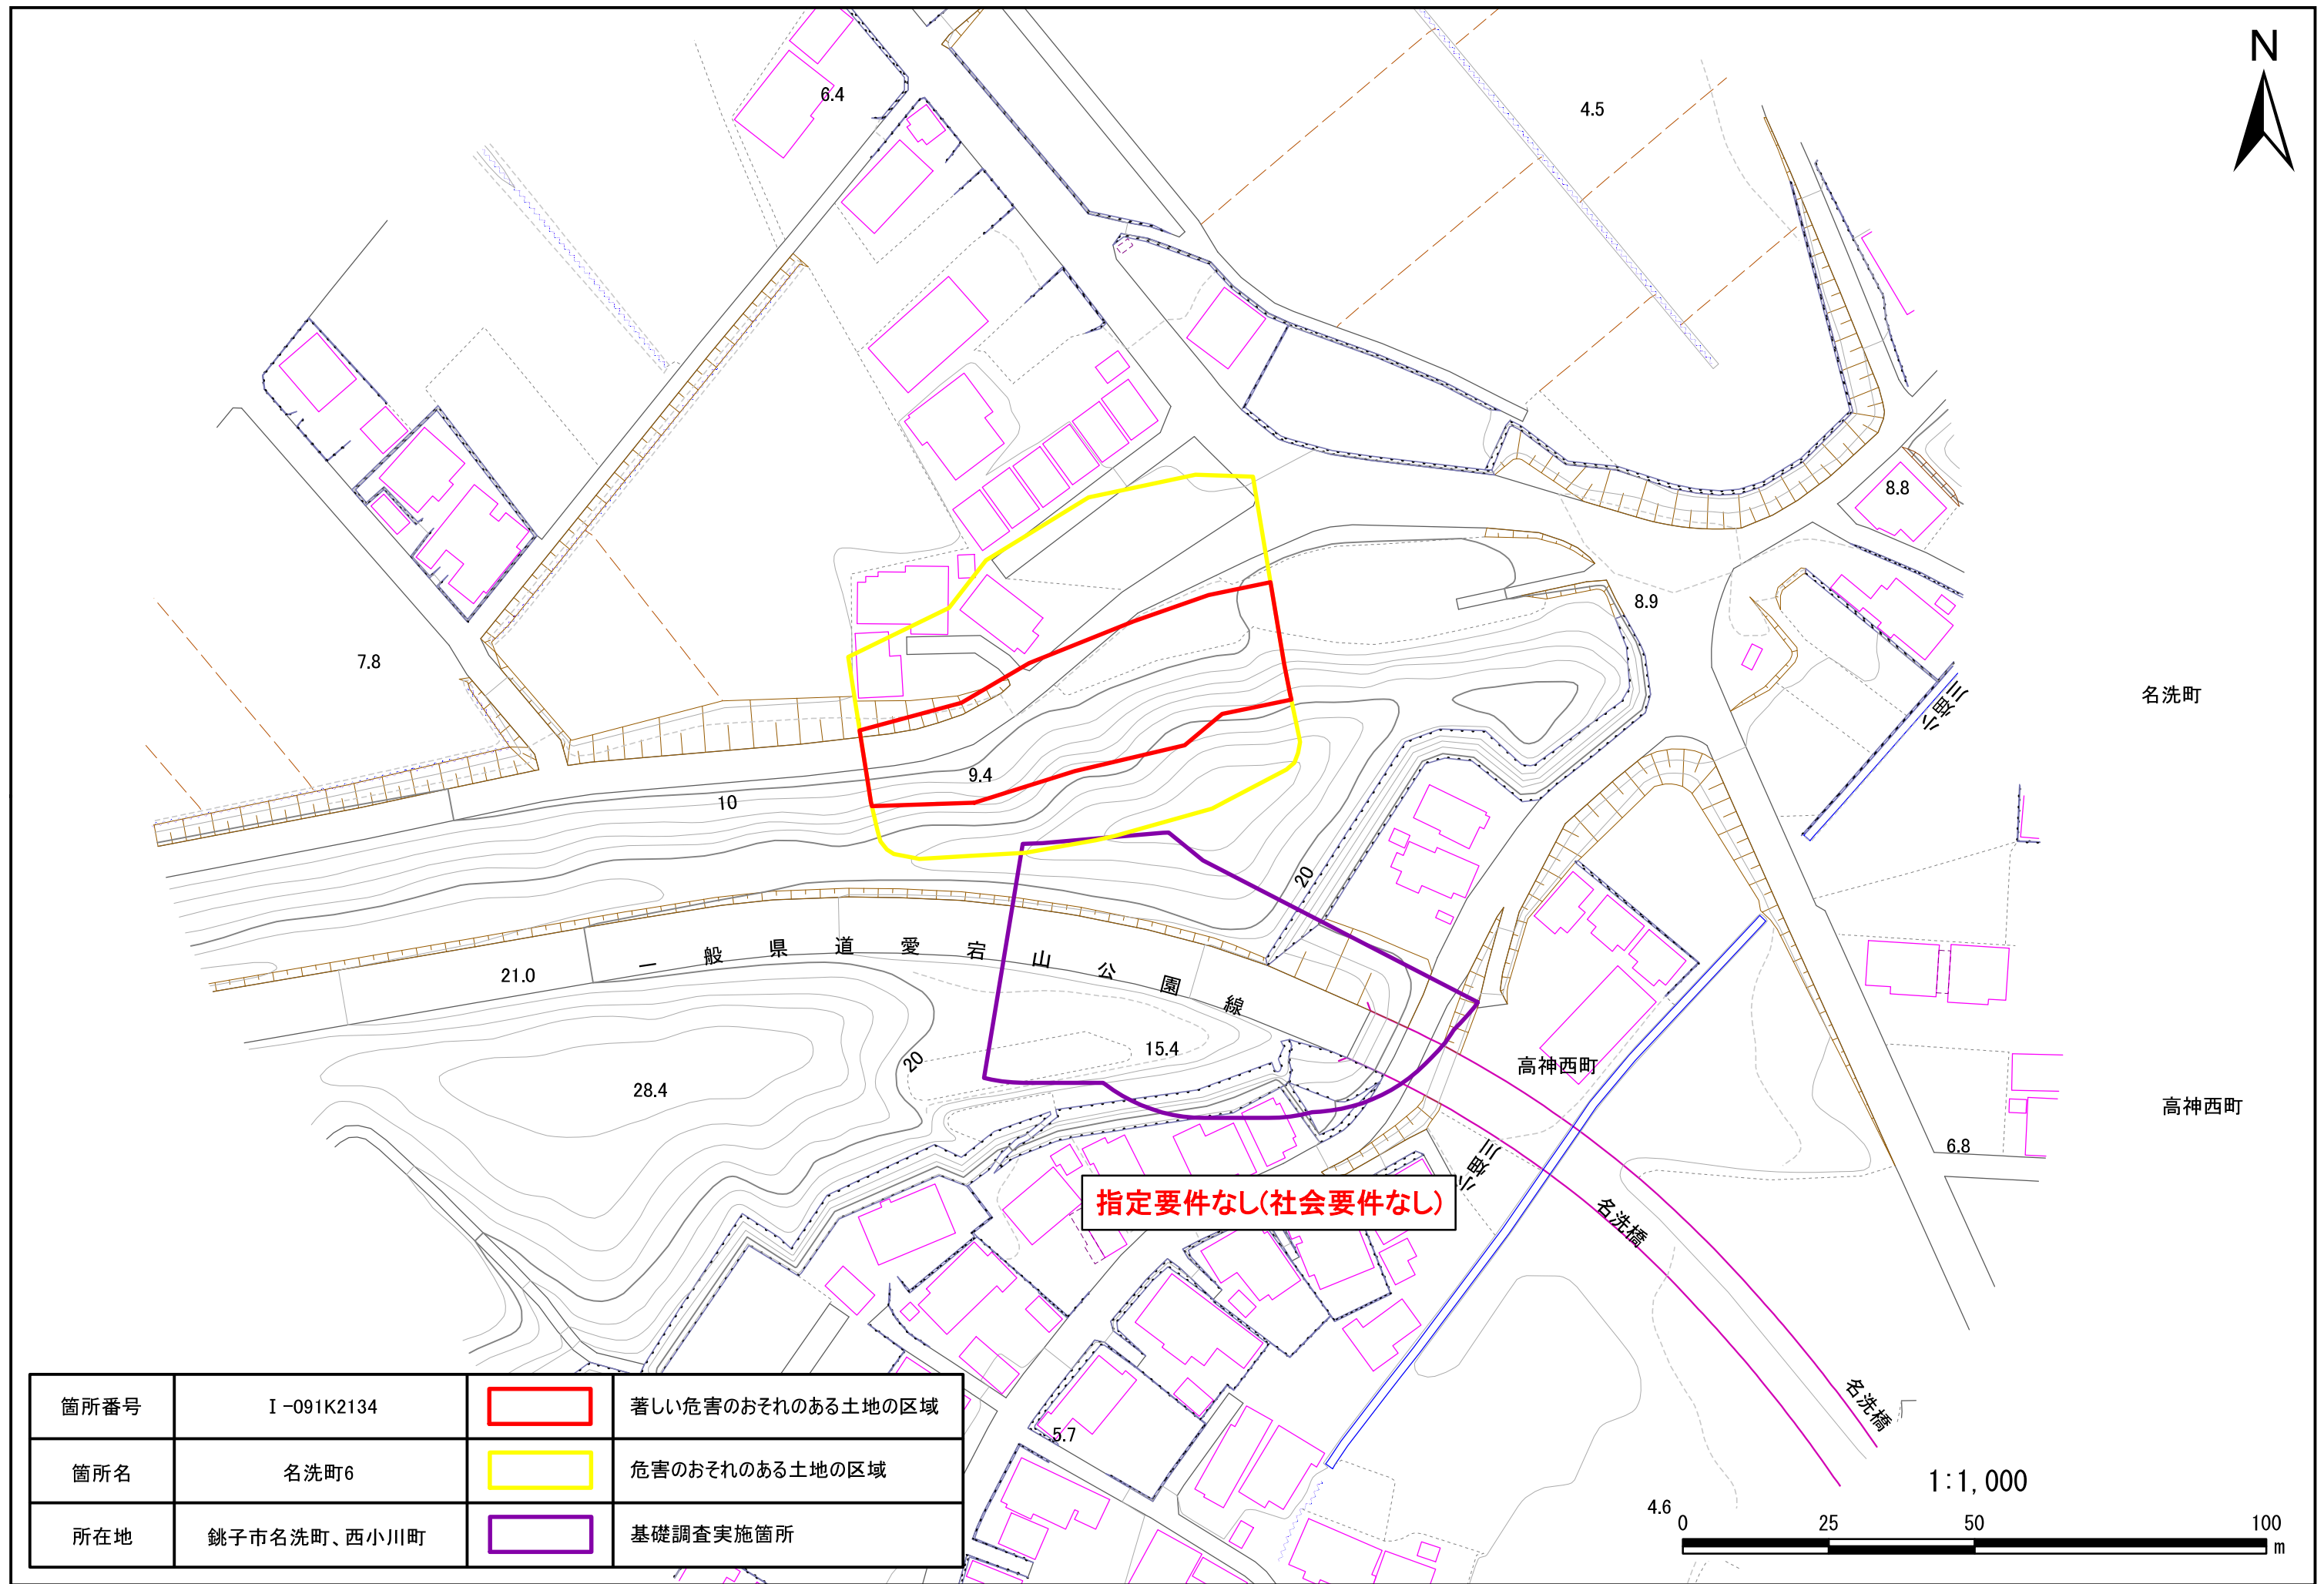 N
6.4
4.5
8.8
8.9
7.8
名洗町
小畑川
9.4
10
20
21.0
一般県道愛宕山公園線
15.4
20
28.4
高神西町
高神西町
6.8
小畑川
指定要件なし(社会要件なし)
名洗橋
名洗橋
5.7
4.6
1:1,000
0 25 50 100
m
箇所番号 Ⅰ-091K2134 著しい危害のおそれのある土地の区域
箇所名 名洗町6 危害のおそれのある土地の区域
所在地 銚子市名洗町、西小川町 基礎調査実施箇所